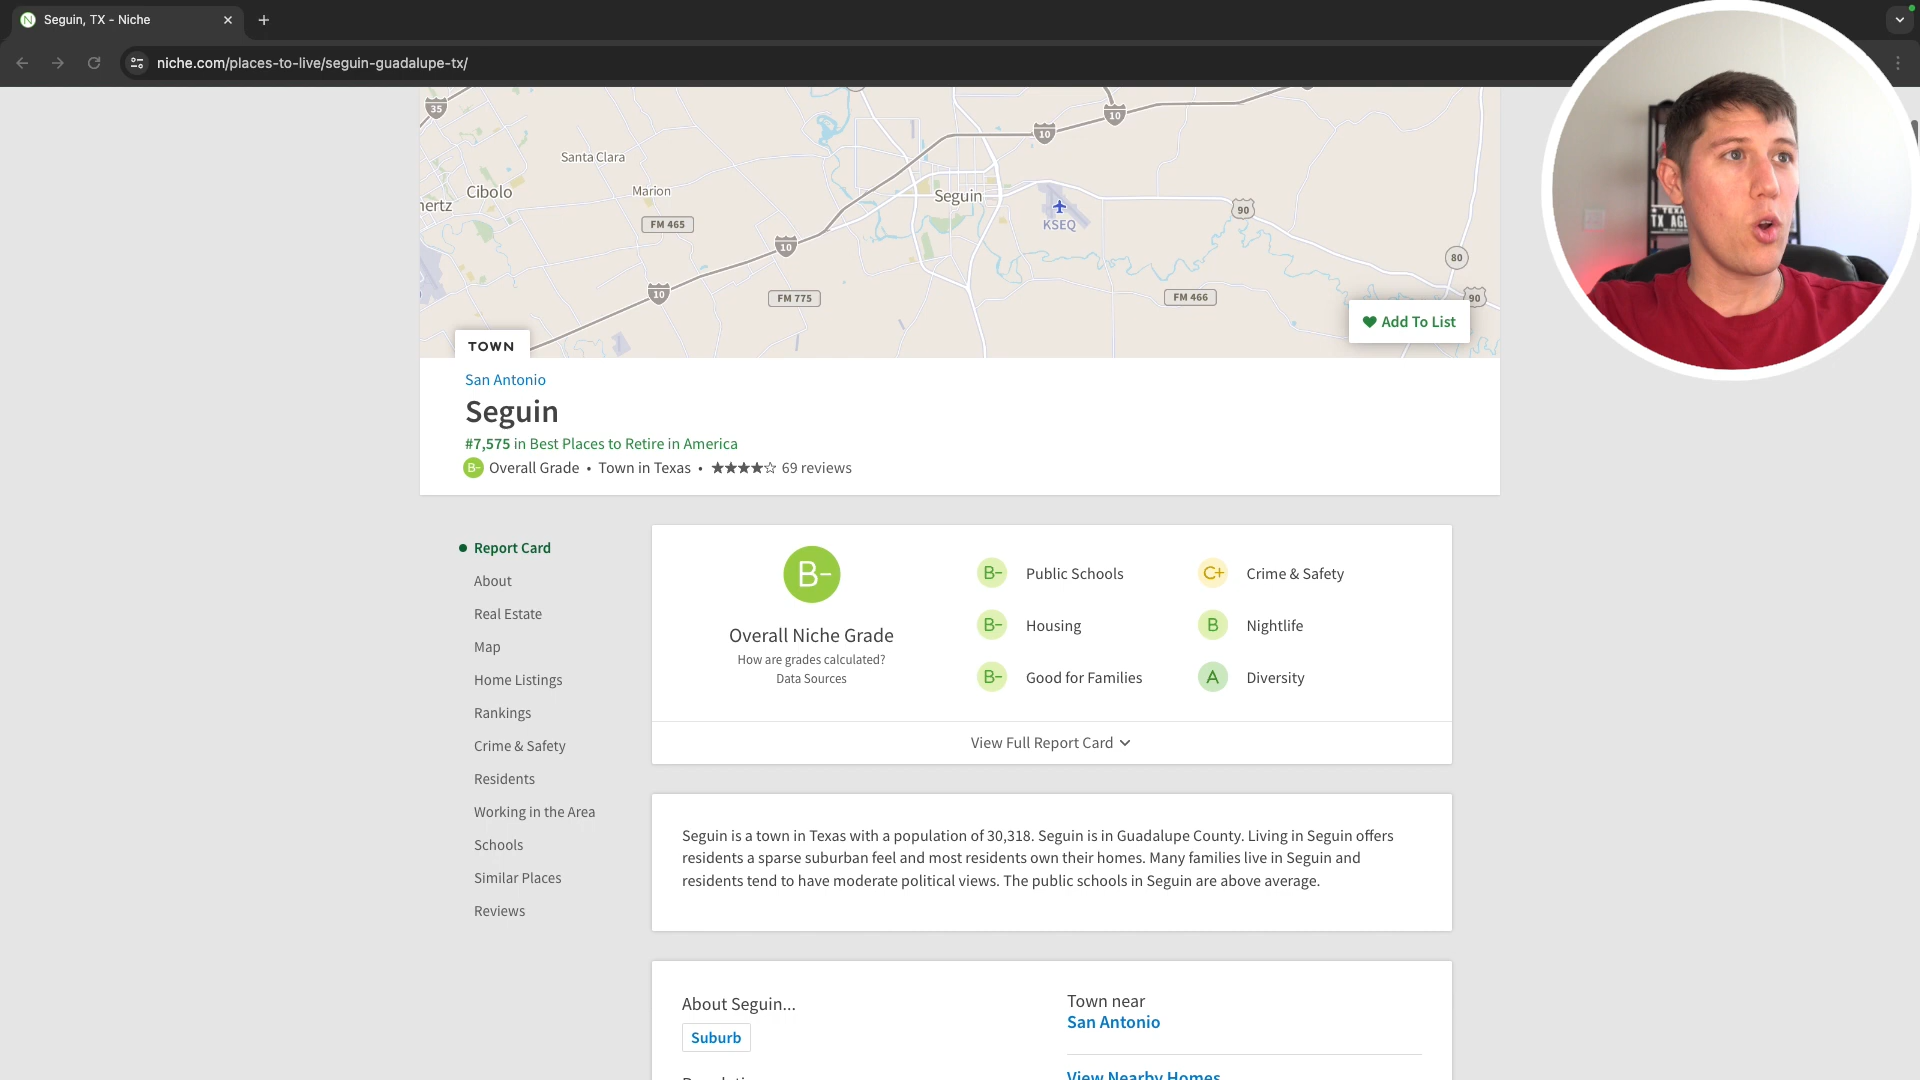 Seguin, TX - Niche
niche.com/places-to-live/seguin-guadalupe-tx/
35
10
10
Santa Clara
Cibolo
Marion
Seguin
hertz
FM 465
KSEQ
90
10
80
10
FM 775
FM 466
90
Add To List
TOWN
San Antonio
Seguin
#7,575 in Best Places to Retire in America
B- Overall Grade • Town in Texas • ★★★★☆ 69 reviews
Report Card
About
Real Estate
Map
Home Listings
Rankings
Crime & Safety
Residents
Working in the Area
Schools
Similar Places
Reviews
B-
Overall Niche Grade
How are grades calculated?
Data Sources
B- Public Schools
C+ Crime & Safety
B- Housing
B Nightlife
B- Good for Families
A Diversity
View Full Report Card
Seguin is a town in Texas with a population of 30,318. Seguin is in Guadalupe County. Living in Seguin offers
residents a sparse suburban feel and most residents own their homes. Many families live in Seguin and
residents tend to have moderate political views. The public schools in Seguin are above average.
About Seguin...
Suburb
Town near
San Antonio
View Nearby Homes